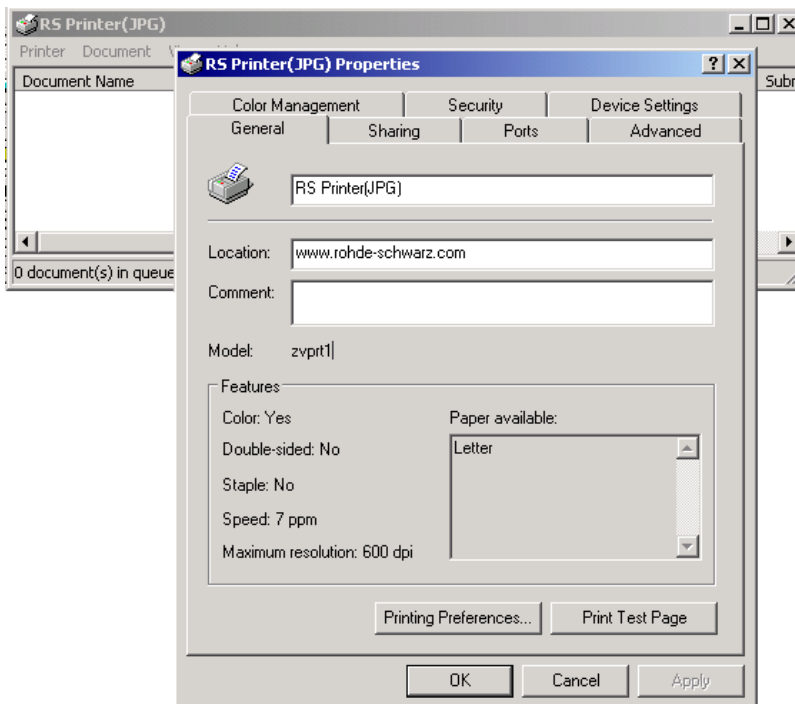 RS Printer(JPG)
Printer Document
Document Name
Subm
0 document(s) in queue
RS Printer(JPG) Properties
Color Management Security Device Settings
General Sharing Ports Advanced
RS Printer(JPG)
Location: www.rohde-schwarz.com
Comment:
Model: zvprt1
Features
Color: Yes Paper available:
Double-sided: No Letter
Staple: No
Speed: 7 ppm
Maximum resolution: 600 dpi
Printing Preferences... Print Test Page
OK Cancel Apply